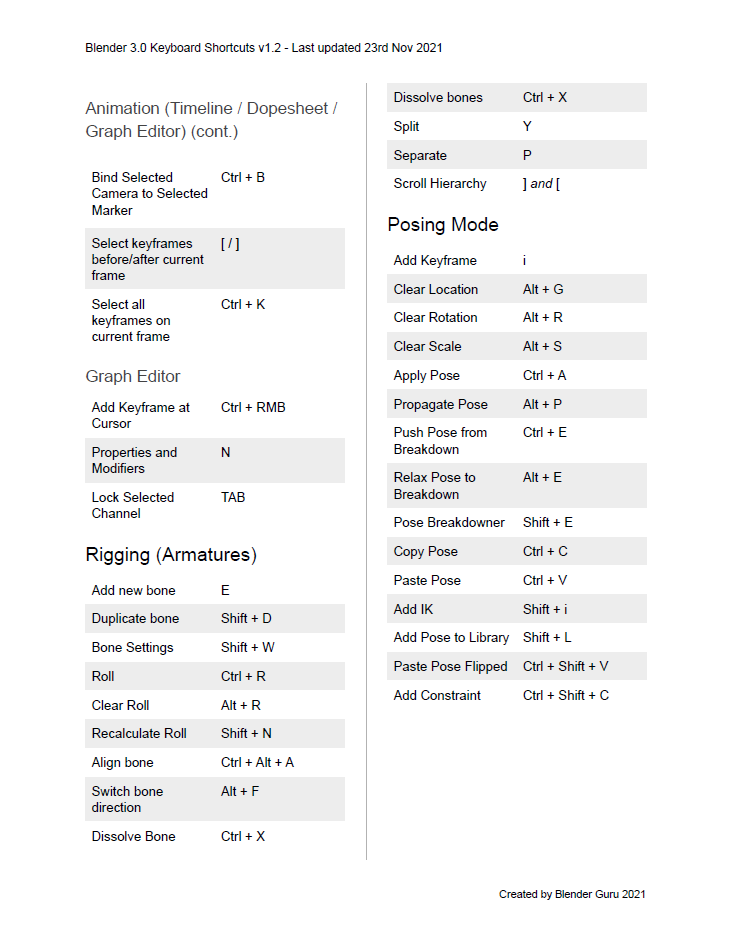 Blender 3.0 Keyboard Shortcuts v1.2 - Last updated 23rd Nov 2021
Animation (Timeline / Dopesheet /
Graph Editor) (cont.)
Bind Selected Ctrl + B
Camera to Selected
Marker
Select keyframes [ / ]
before/after current
frame
Select all Ctrl + K
keyframes on
current frame
Graph Editor
Add Keyframe at Ctrl + RMB
Cursor
Properties and N
Modifiers
Lock Selected TAB
Channel
Rigging (Armatures)
Add new bone E
Duplicate bone Shift + D
Bone Settings Shift + W
Roll Ctrl + R
Clear Roll Alt + R
Recalculate Roll Shift + N
Align bone Ctrl + Alt + A
Switch bone Alt + F
direction
Dissolve Bone Ctrl + X
Dissolve bones Ctrl + X
Split Y
Separate P
Scroll Hierarchy ] and [
Posing Mode
Add Keyframe i
Clear Location Alt + G
Clear Rotation Alt + R
Clear Scale Alt + S
Apply Pose Ctrl + A
Propagate Pose Alt + P
Push Pose from Ctrl + E
Breakdown
Relax Pose to Alt + E
Breakdown
Pose Breakdowner Shift + E
Copy Pose Ctrl + C
Paste Pose Ctrl + V
Add IK Shift + i
Add Pose to Library Shift + L
Paste Pose Flipped Ctrl + Shift + V
Add Constraint Ctrl + Shift + C
Created by Blender Guru 2021